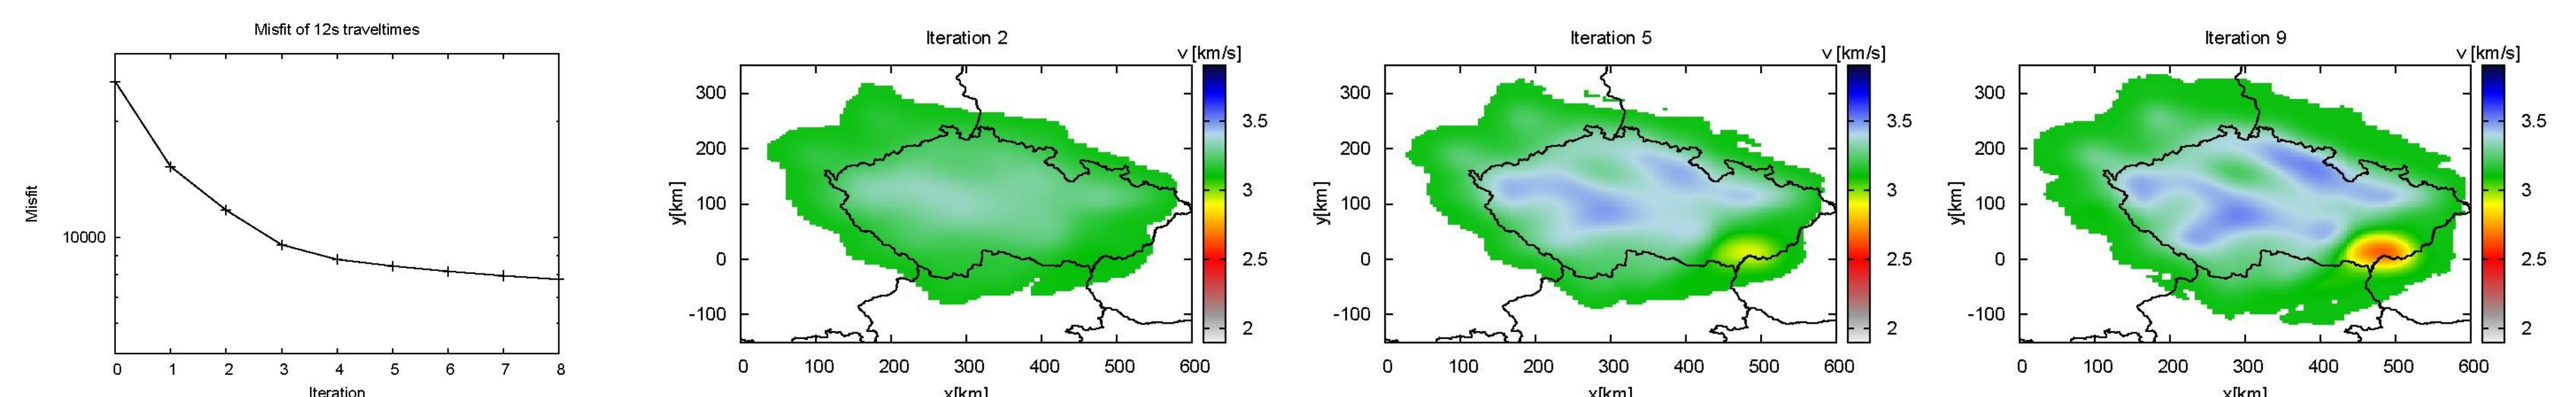 Misfit of 12s traveltimes
Misfit
10000
0 1 2 3 4 5 6 7 8
Iteration
Iteration 2
v [km/s]
y[km]
300
200
100
0
-100
0 100 200 300 400 500 600
x[km]
3.5
3
2.5
2
Iteration 5
v [km/s]
y[km]
300
200
100
0
-100
0 100 200 300 400 500 600
x[km]
3.5
3
2.5
2
Iteration 9
v [km/s]
y[km]
300
200
100
0
-100
0 100 200 300 400 500 600
x[km]
3.5
3
2.5
2